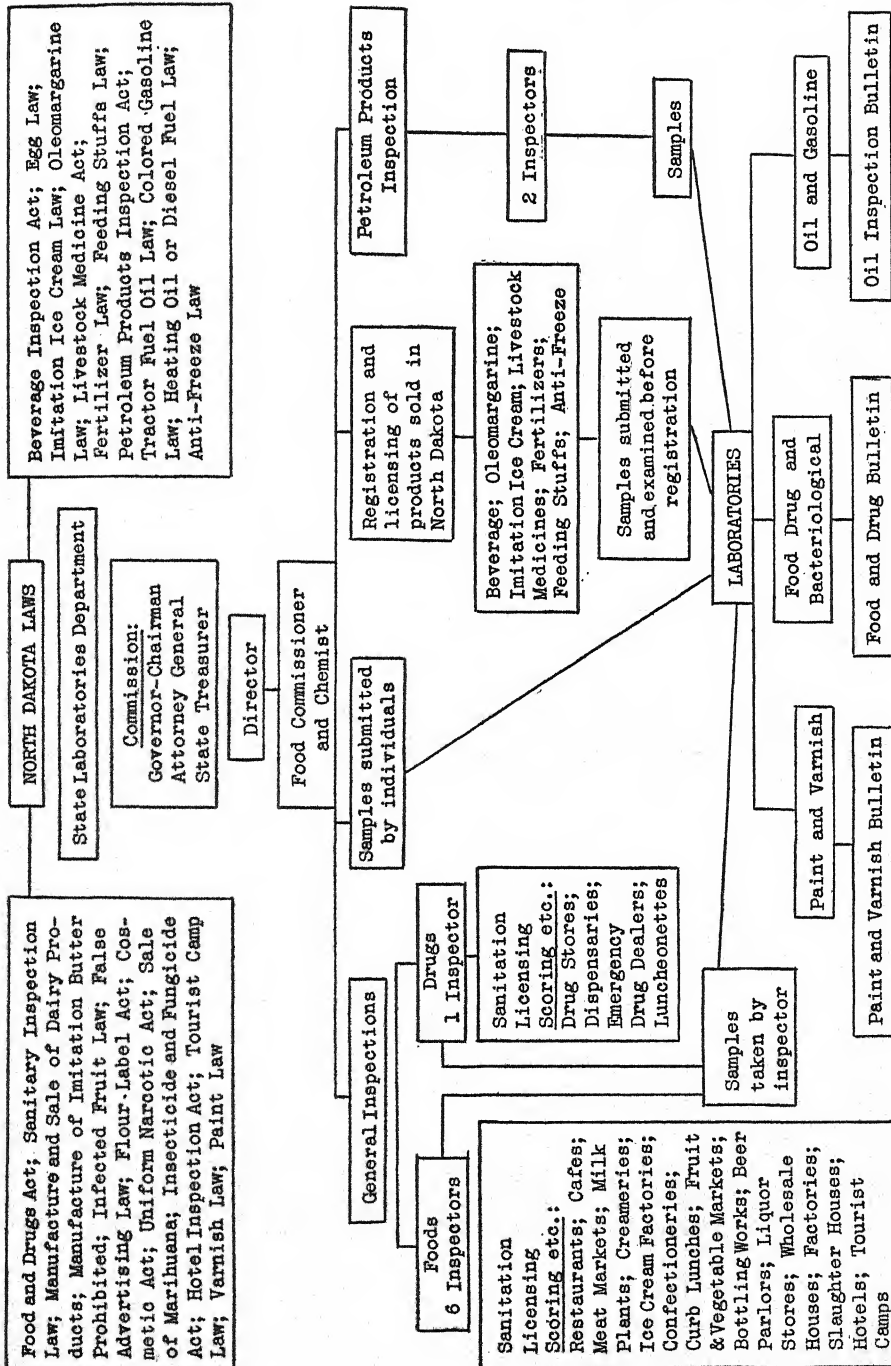 Food and Drugs Act; Sanitary Inspection
Law; Manufacture and Sale of Dairy Pro-
ducts; Manufacture of Imitation Butter
Prohibited; Infected Fruit Law; False
Advertising Law; Flour Label Act; Cos-
metic Act; Uniform Narcotic Act; Sale
of Marihuana; Insecticide and Fungicide
Act; Hotel Inspection Act; Tourist Camp
Law; Varnish Law; Paint Law
NORTH DAKOTA LAWS
Beverage Inspection Act; Egg Law;
Imitation Ice Cream Law; Oleomargarine
Law; Livestock Medicine Act;
Fertilizer Law; Feeding Stuffs Law;
Petroleum Products Inspection Act;
Tractor Fuel Oil Law; Colored Gasoline
Law; Heating Oil or Diesel Fuel Law;
Anti-Freeze Law
State Laboratories Department
Commission:
Governor-Chairman
Attorney General
State Treasurer
Director
Food Commissioner
and Chemist
General Inspections
Samples submitted
by individuals
Registration and
licensing of
products sold in
North Dakota
Petroleum Products
Inspection
Foods
6 Inspectors
Drugs
1 Inspector
Beverage; Oleomargarine;
Imitation Ice Cream; Livestock
Medicines; Fertilizers;
Feeding Stuffs; Anti-Freeze
2 Inspectors
Sanitation
Licensing
Scoring etc.:
Restaurants; Cafes;
Meat Markets; Milk
Plants; Creameries;
Ice Cream Factories;
Confectioneries;
Curb Lunches; Fruit
& Vegetable Markets;
Bottling Works; Beer
Parlors; Liquor
Stores; Wholesale
Houses; Factories;
Slaughter Houses;
Hotels; Tourist
Camps
Sanitation
Licensing
Scoring etc.:
Drug Stores;
Dispensaries;
Emergency
Drug Dealers;
Luncheonettes
Samples submitted
and examined before
registration
Samples
Samples
taken by
inspector
LABORATORIES
Paint and Varnish
Food Drug and
Bacteriological
Oil and Gasoline
Paint and Varnish Bulletin
Food and Drug Bulletin
Oil Inspection Bulletin